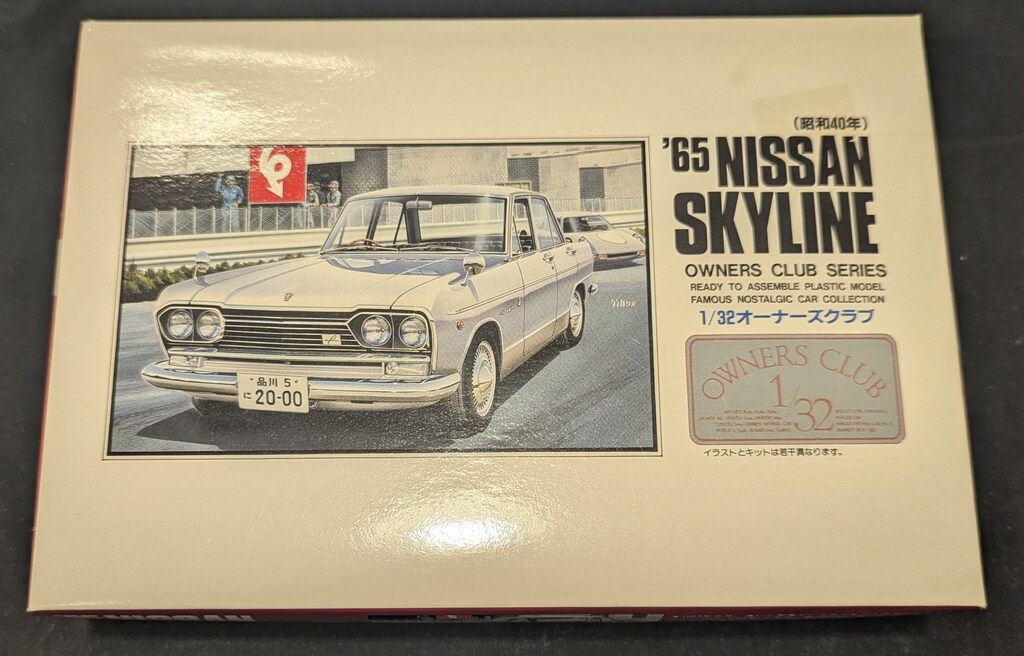 (昭和40年)
'65 NISSAN
SKYLINE
OWNERS CLUB SERIES
READY TO ASSEMBLE PLASTIC MODEL
FAMOUS NOSTALGIC CAR COLLECTION
1/32オーナーズクラブ
OWNERS CLUB
1/32
イラストとキットは若干異なります。
6
品川 5
に 20-00
NISSAN